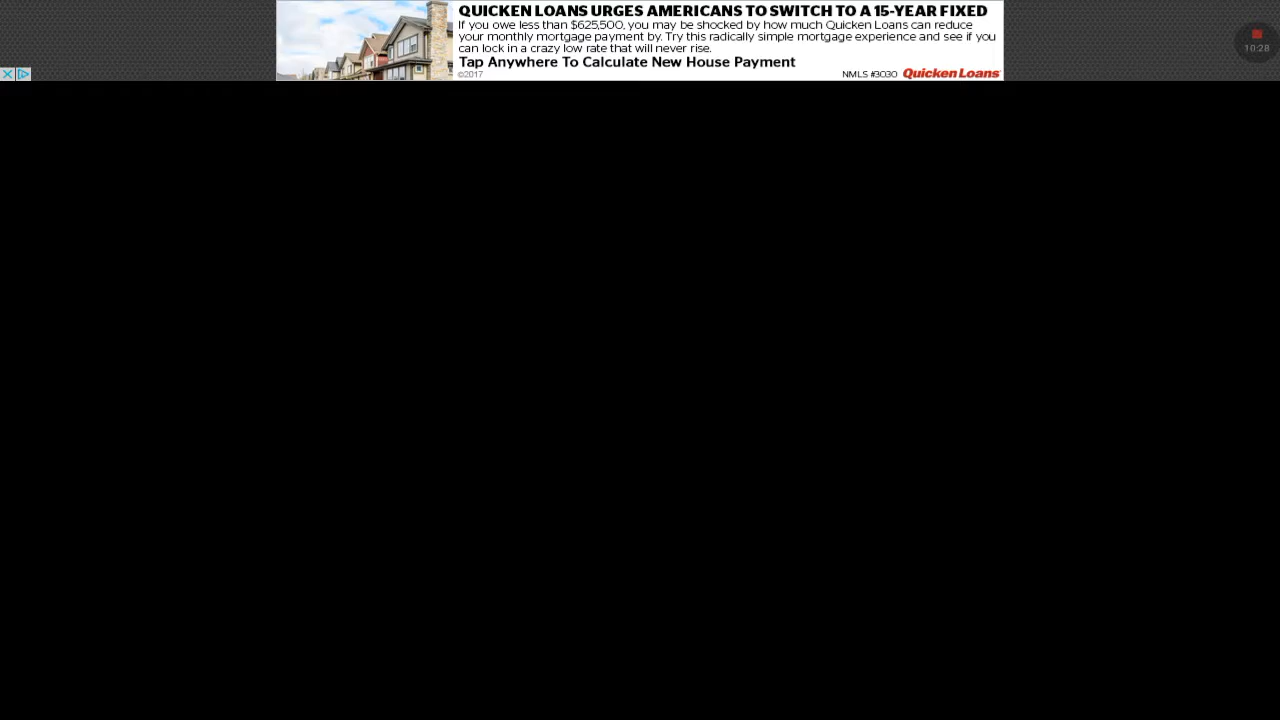 QUICKEN LOANS URGES AMERICANS TO SWITCH TO A 15-YEAR FIXED
If you owe less than $625,500, you may be shocked by how much Quicken Loans can reduce
your monthly mortgage payment by. Try this radically simple mortgage experience and see if you
can lock in a crazy low rate that will never rise.
Tap Anywhere To Calculate New House Payment
©2017
NMLS #3030 Quicken Loans
10:28